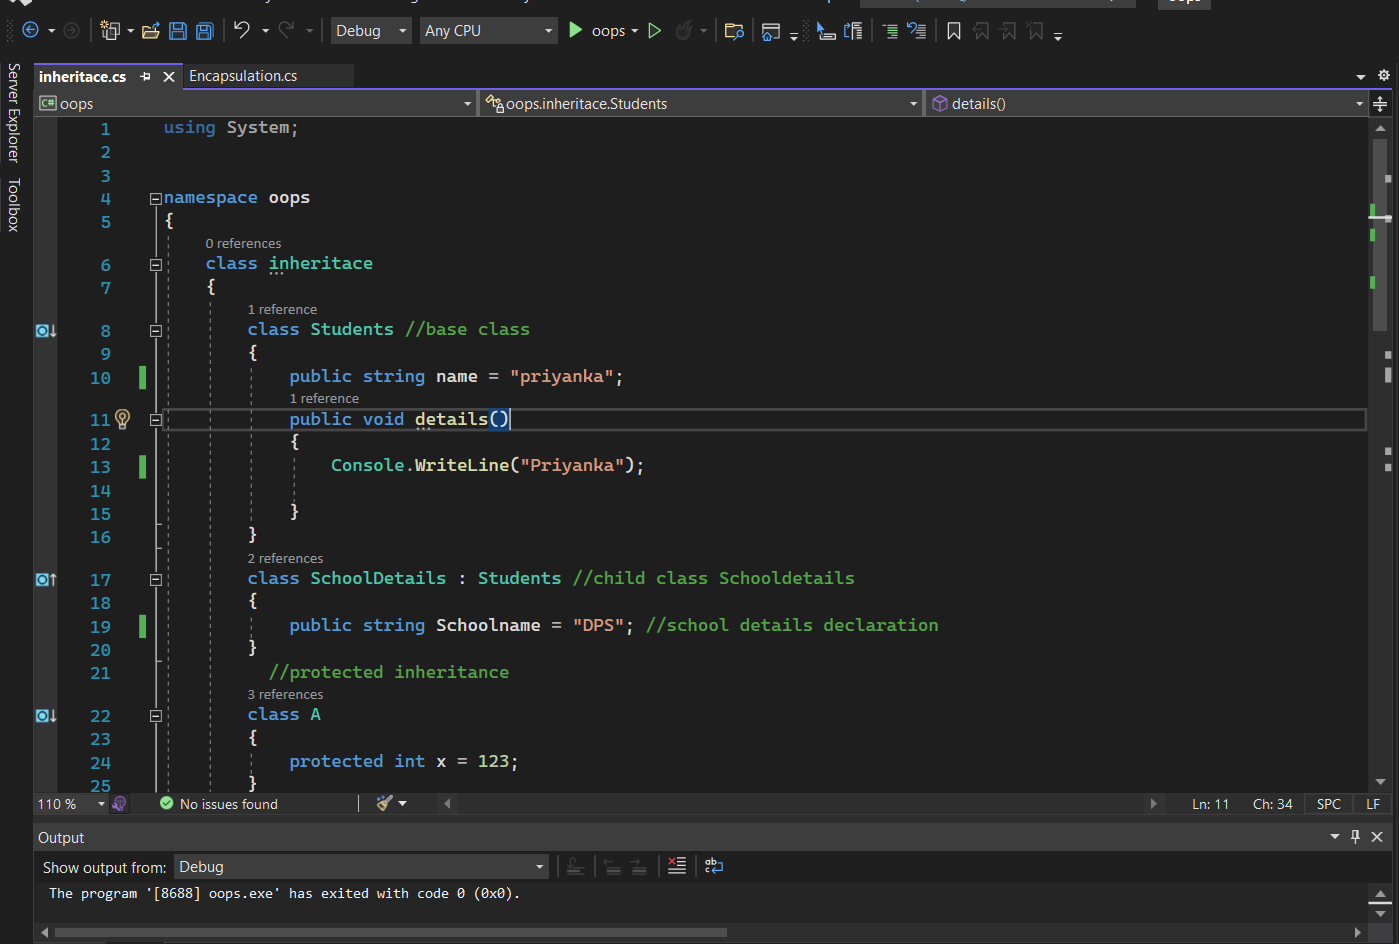 Debug Any CPU oops
Server Explorer
Toolbox
inheritace.cs Encapsulation.cs
C# oops oops.inheritace.Students details()
1 using System;
2
3
4 namespace oops
5 {
0 references
6 class inheritace
7 {
1 reference
8 class Students //base class
9 {
10 public string name = "priyanka";
1 reference
11 public void details()
12 {
13 Console.WriteLine("Priyanka");
14
15 }
16 }
2 references
17 class SchoolDetails : Students //child class Schooldetails
18 {
19 public string Schoolname = "DPS"; //school details declaration
20 }
21 //protected inheritance
3 references
22 class A
23 {
24 protected int x = 123;
25 }
110 % No issues found Ln: 11 Ch: 34 SPC LF
Output
Show output from: Debug
The program '[8688] oops.exe' has exited with code 0 (0x0).